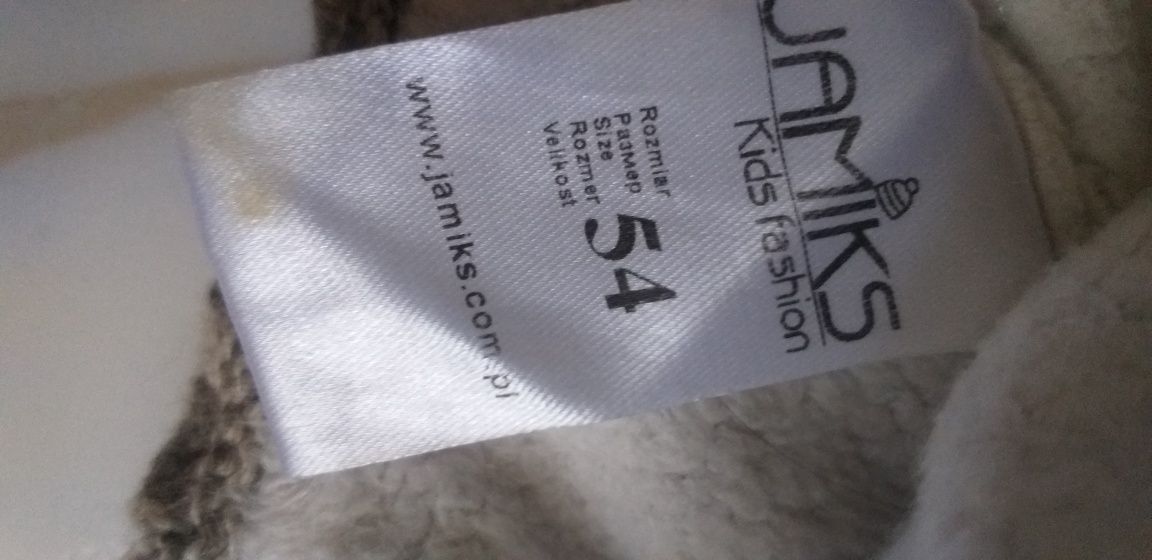 JAMIKS
Kids fashion
Rozmiar
Размер
Size
Rozmer
Velikost
54
www.jamiks.com.pl